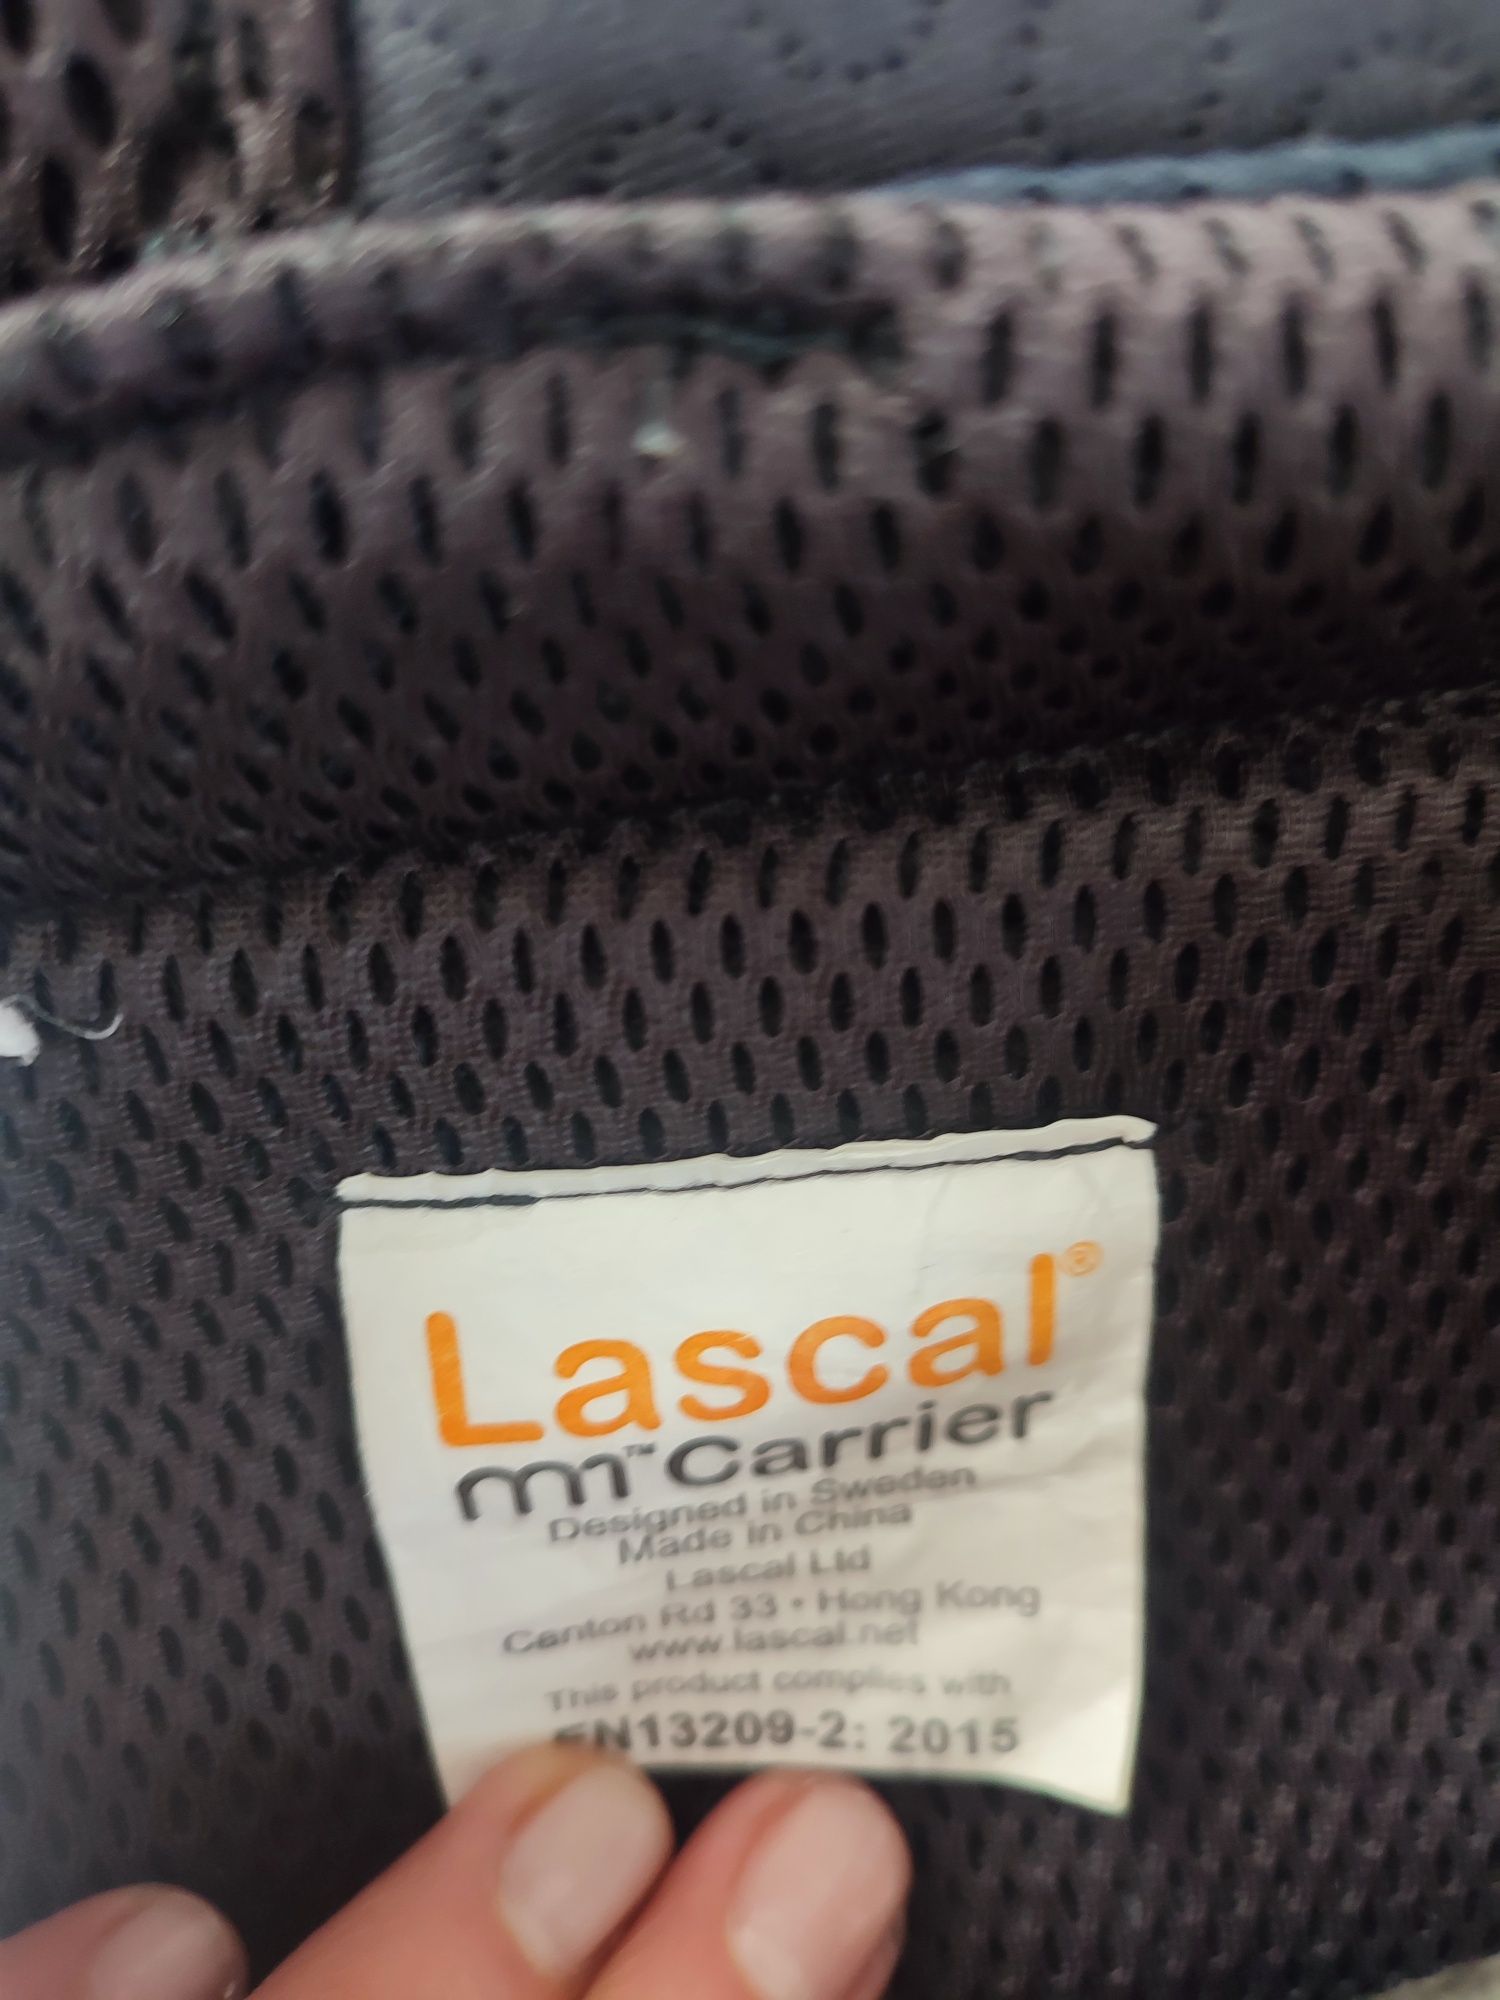 Lascal®
m1™ Carrier
Designed in Sweden
Made in China
Lascal Ltd
Canton Rd 33 • Hong Kong
www.lascal.net
This product complies with
EN13209-2: 2015